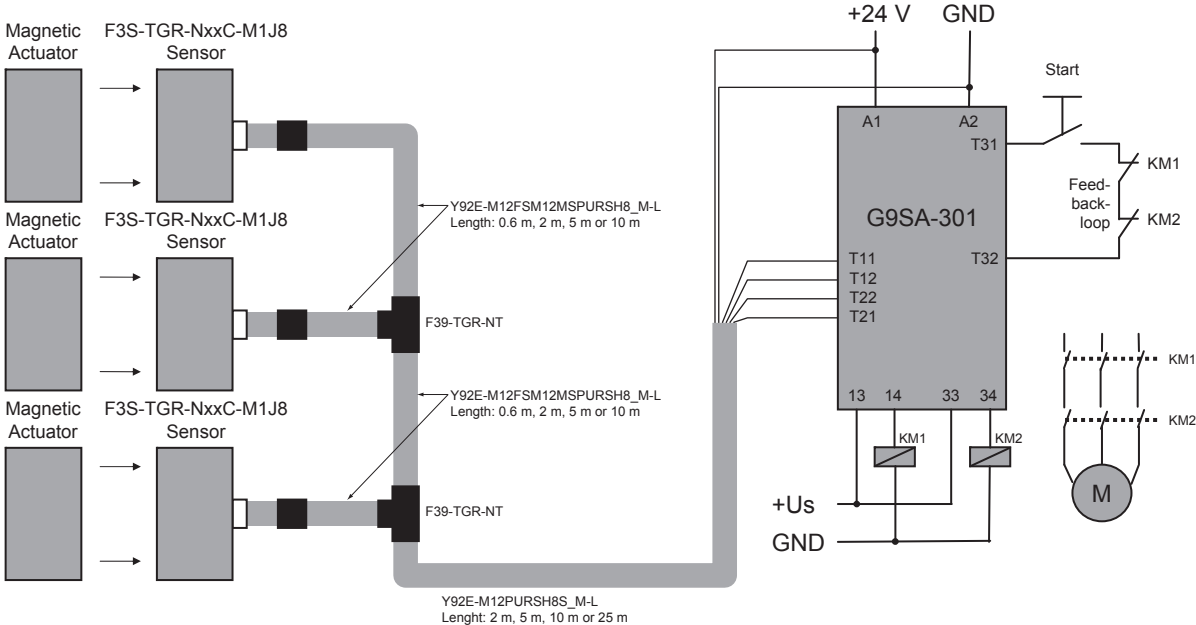 Magnetic
Actuator
F3S-TGR-NxxC-M1J8
Sensor
+24 V
GND
Start
A1
A2
T31
KM1
Feed-
back-
loop
KM2
Y92E-M12FSM12MSPURSH8_M-L
Length: 0.6 m, 2 m, 5 m or 10 m
Magnetic
Actuator
F3S-TGR-NxxC-M1J8
Sensor
G9SA-301
T11
T12
T22
T21
T32
F39-TGR-NT
KM1
Y92E-M12FSM12MSPURSH8_M-L
Length: 0.6 m, 2 m, 5 m or 10 m
Magnetic
Actuator
F3S-TGR-NxxC-M1J8
Sensor
13
14
33
34
KM2
KM1
KM2
M
+Us
GND
F39-TGR-NT
Y92E-M12PURSH8S_M-L
Lenght: 2 m, 5 m, 10 m or 25 m